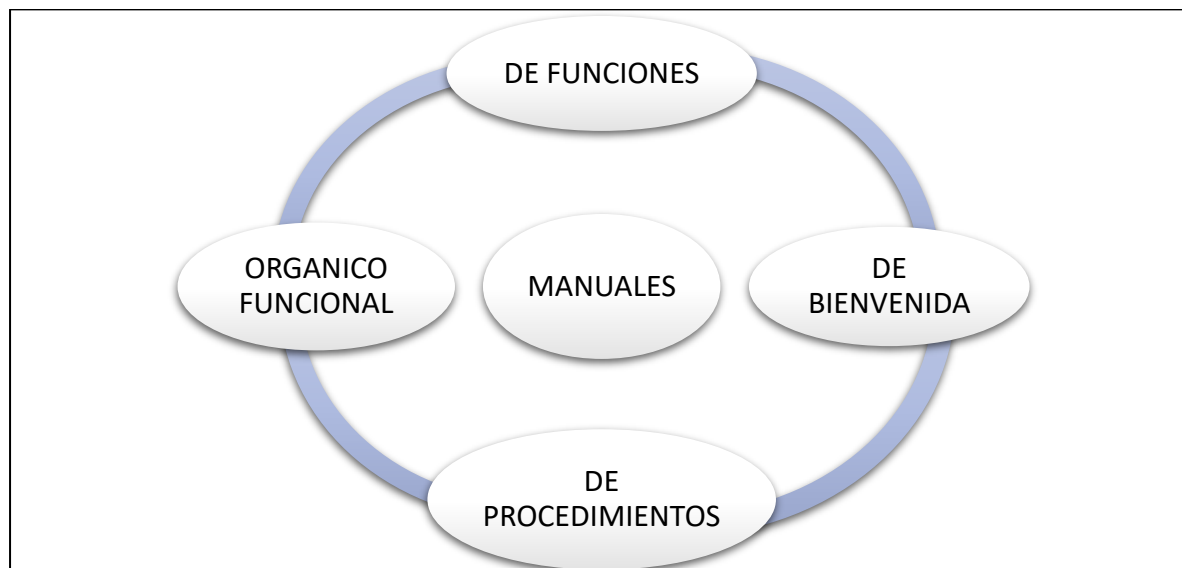 DE FUNCIONES
ORGANICO
FUNCIONAL
MANUALES
DE
BIENVENIDA
DE
PROCEDIMIENTOS